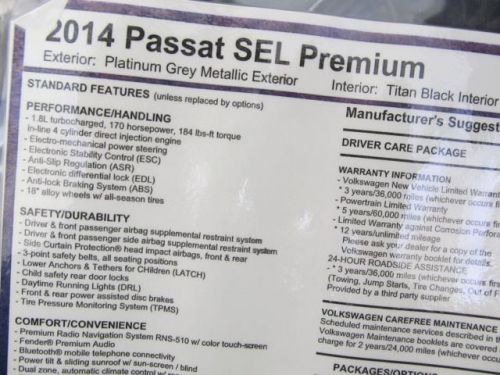 2014 Passat SEL Premium
Exterior: Platinum Grey Metallic Exterior
Interior: Titan Black Interior
STANDARD FEATURES (unless replaced by options)
PERFORMANCE/HANDLING
- 1.8L turbocharged, 170 horsepower, 184 lbs-ft torque
in-line 4 cylinder direct injection engine
- Electro-mechanical power steering
- Electronic Stability Control (ESC)
- Anti-Slip Regulation (ASR)
- Electronic differential lock (EDL)
- Anti-lock Braking System (ABS)
- 18" alloy wheels w/ all-season tires
SAFETY/DURABILITY
- Driver & front passenger airbag supplemental restraint system
- Driver & front passenger side airbag supplemental restraint system
- Side Curtain Protection® head impact airbags, front & rear
- 3-point safety belts, all seating positions
- Lower Anchors & Tethers for CHildren (LATCH)
- Child safety rear door locks
- Daytime Running Lights (DRL)
- Front & rear power assisted disc brakes
- Tire Pressure Monitoring System (TPMS)
COMFORT/CONVENIENCE
- Premium Radio Navigation System RNS-510 w/ color touch-screen
- Fender® Premium Audio
- Bluetooth® mobile telephone connectivity
- Power tilt & sliding sunroof w/ sun-screen / blind
- Dual zone, automatic climate control w/
Manufacturer's Suggest
DRIVER CARE PACKAGE
WARRANTY INFORMATION
- Volkswagen New Vehicle Limited Warran
* 3 years/36,000 miles (whichever occurs fi
- Powertrain Limited Warranty
* 5 years/60,000 miles (whichever occurs
- Limited Warranty against Corrosion Perfor
* 12 years/unlimited mileage
Please ask your dealer for a copy of the
Volkswagen warranty booklet for details.
24-HOUR ROADSIDE ASSISTANCE
- * 3 years/36,000 miles (whichever occurs first
(Towing, Jump Starts, Tire Changes, Out of F
Provided by a third party supplier
VOLKSWAGEN CAREFREE MAINTENANCE
Scheduled maintenance services described in the
Volkswagen Maintenance booklets are covered
charge for 2 years/24,000 miles (whichever occ
PACKAGES/OPTIONS